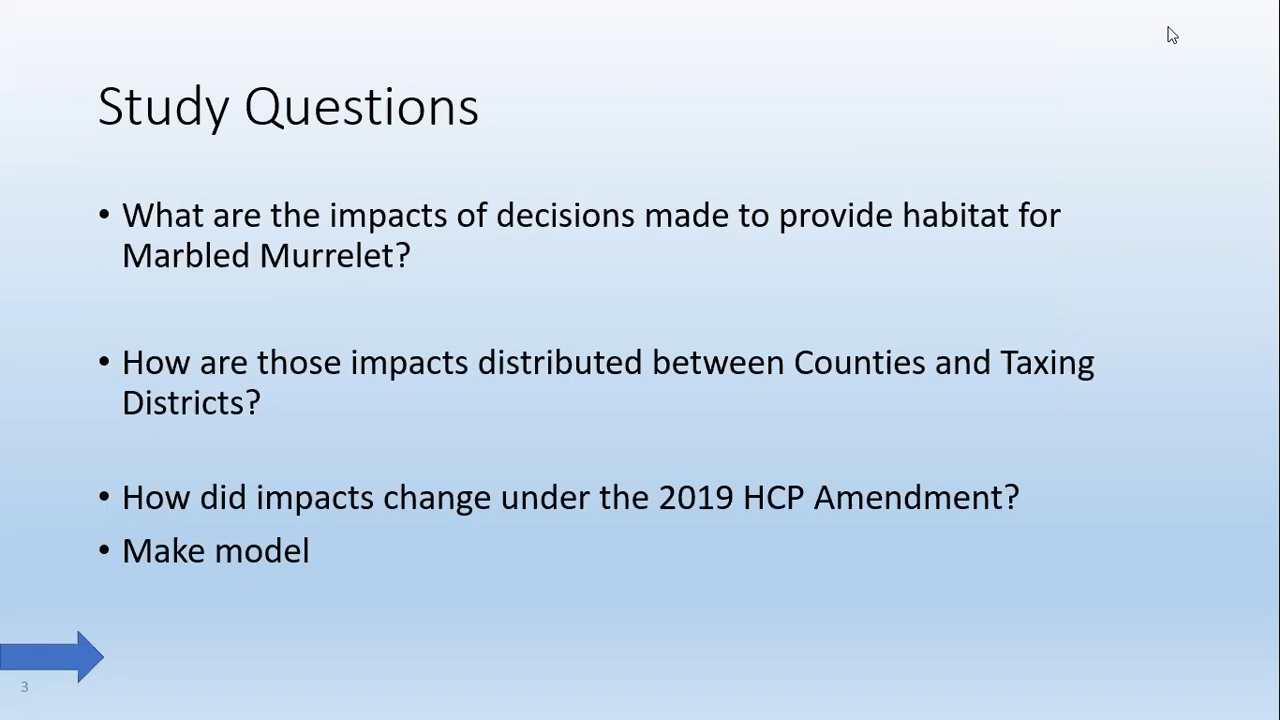 Study Questions
• What are the impacts of decisions made to provide habitat for
Marbled Murrelet?
• How are those impacts distributed between Counties and Taxing
Districts?
• How did impacts change under the 2019 HCP Amendment?
• Make model
3